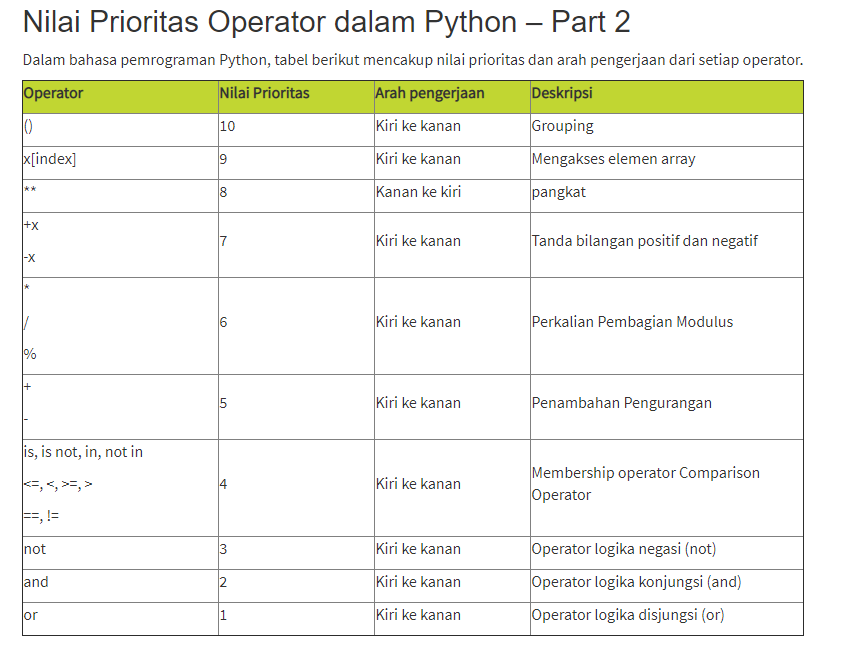 Nilai Prioritas Operator dalam Python – Part 2
Dalam bahasa pemrograman Python, tabel berikut mencakup nilai prioritas dan arah pengerjaan dari setiap operator.
Operator Nilai Prioritas Arah pengerjaan Deskripsi
() 10 Kiri ke kanan Grouping
x[index] 9 Kiri ke kanan Mengakses elemen array
** 8 Kanan ke kiri pangkat
+x
-x
7 Kiri ke kanan Tanda bilangan positif dan negatif
*
/
%
6 Kiri ke kanan Perkalian Pembagian Modulus
+
-
5 Kiri ke kanan Penambahan Pengurangan
is, is not, in, not in
<=, <, >=, >
==, !=
4 Kiri ke kanan Membership operator Comparison
Operator
not 3 Kiri ke kanan Operator logika negasi (not)
and 2 Kiri ke kanan Operator logika konjungsi (and)
or 1 Kiri ke kanan Operator logika disjungsi (or)